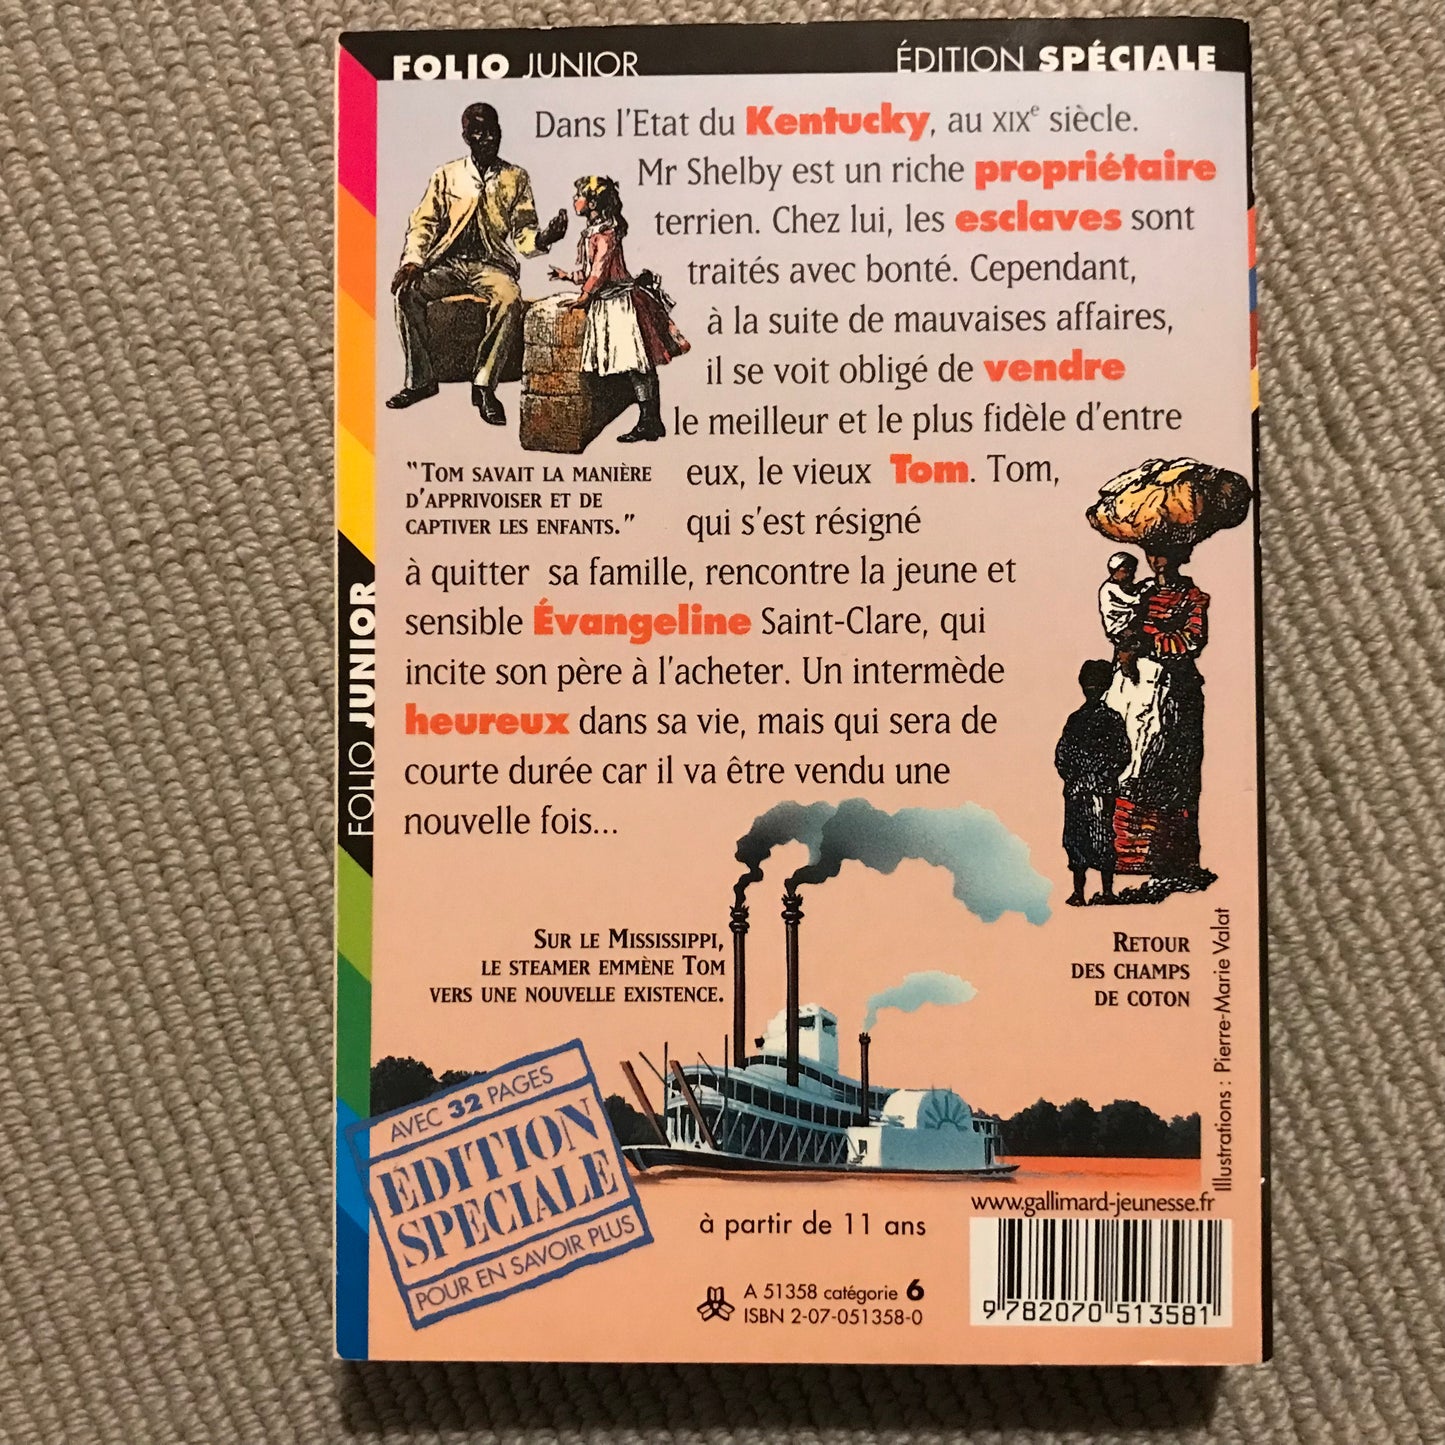 FOLIO JUNIOR
ÉDITION SPÉCIALE
Dans l'Etat du Kentucky, au XIXe siècle.
Mr Shelby est un riche propriétaire
terrien. Chez lui, les esclaves sont
traités avec bonté. Cependant,
à la suite de mauvaises affaires,
il se voit obligé de vendre
le meilleur et le plus fidèle d'entre
eux, le vieux Tom. Tom,
qui s'est résigné
à quitter sa famille, rencontre la jeune et
sensible Évangeline Saint-Clare, qui
incite son père à l'acheter. Un intermède
heureux dans sa vie, mais qui sera de
courte durée car il va être vendu une
nouvelle fois...
"TOM SAVAIT LA MANIÈRE
D'APPRIVOISER ET DE
CAPTIVER LES ENFANTS."
FOLIO JUNIOR
SUR LE MISSISSIPPI,
LE STEAMER EMMÈNE TOM
VERS UNE NOUVELLE EXISTENCE.
RETOUR
DES CHAMPS
DE COTON
Illustrations : Pierre-Marie Valat
AVEC 32 PAGES
ÉDITION
SPÉCIALE
POUR EN SAVOIR PLUS
www.gallimard-jeunesse.fr
à partir de 11 ans
A 51358 catégorie 6
ISBN 2-07-051358-0
9 782070 513581